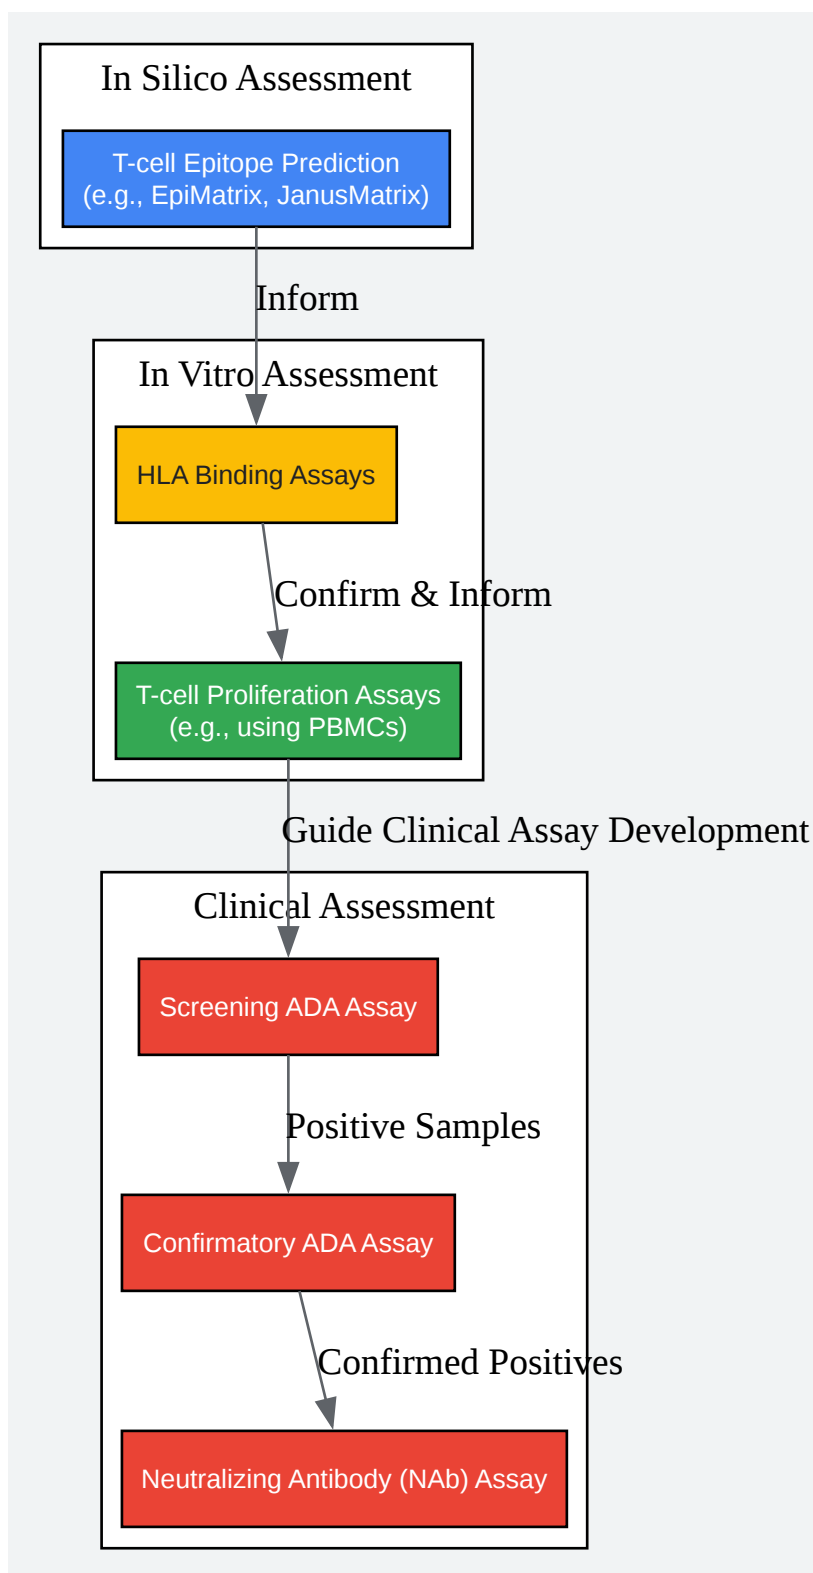 In Silico Assessment
T-cell Epitope Prediction
(e.g., EpiMatrix, JanusMatrix)
Inform
In Vitro Assessment
HLA Binding Assays
Confirm & Inform
T-cell Proliferation Assays
(e.g., using PBMCs)
Guide Clinical Assay Development
Clinical Assessment
Screening ADA Assay
Positive Samples
Confirmatory ADA Assay
Confirmed Positives
Neutralizing Antibody (NAb) Assay